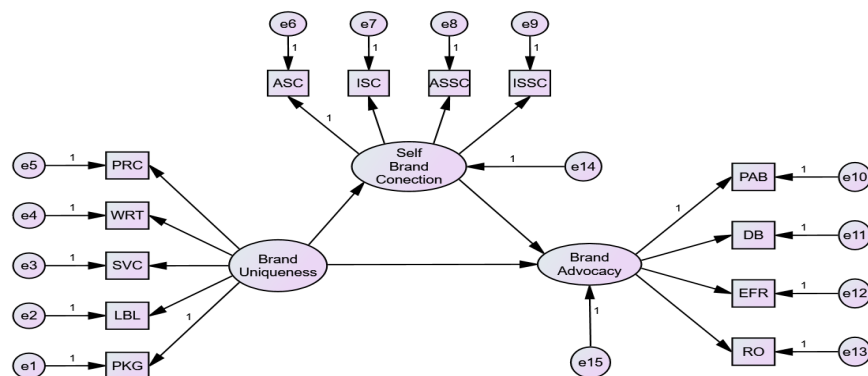 e6
e7
e8
e9
1
1
1
1
ASC
ISC
ASSC
ISSC
1
Self
Brand
Conection
1
e14
e5
1
PRC
e4
1
WRT
e3
1
SVC
e2
1
LBL
e1
1
PKG
1
Brand
Uniqueness
Brand
Advocacy
1
e15
1
PAB
1
e10
DB
1
e11
EFR
1
e12
RO
1
e13